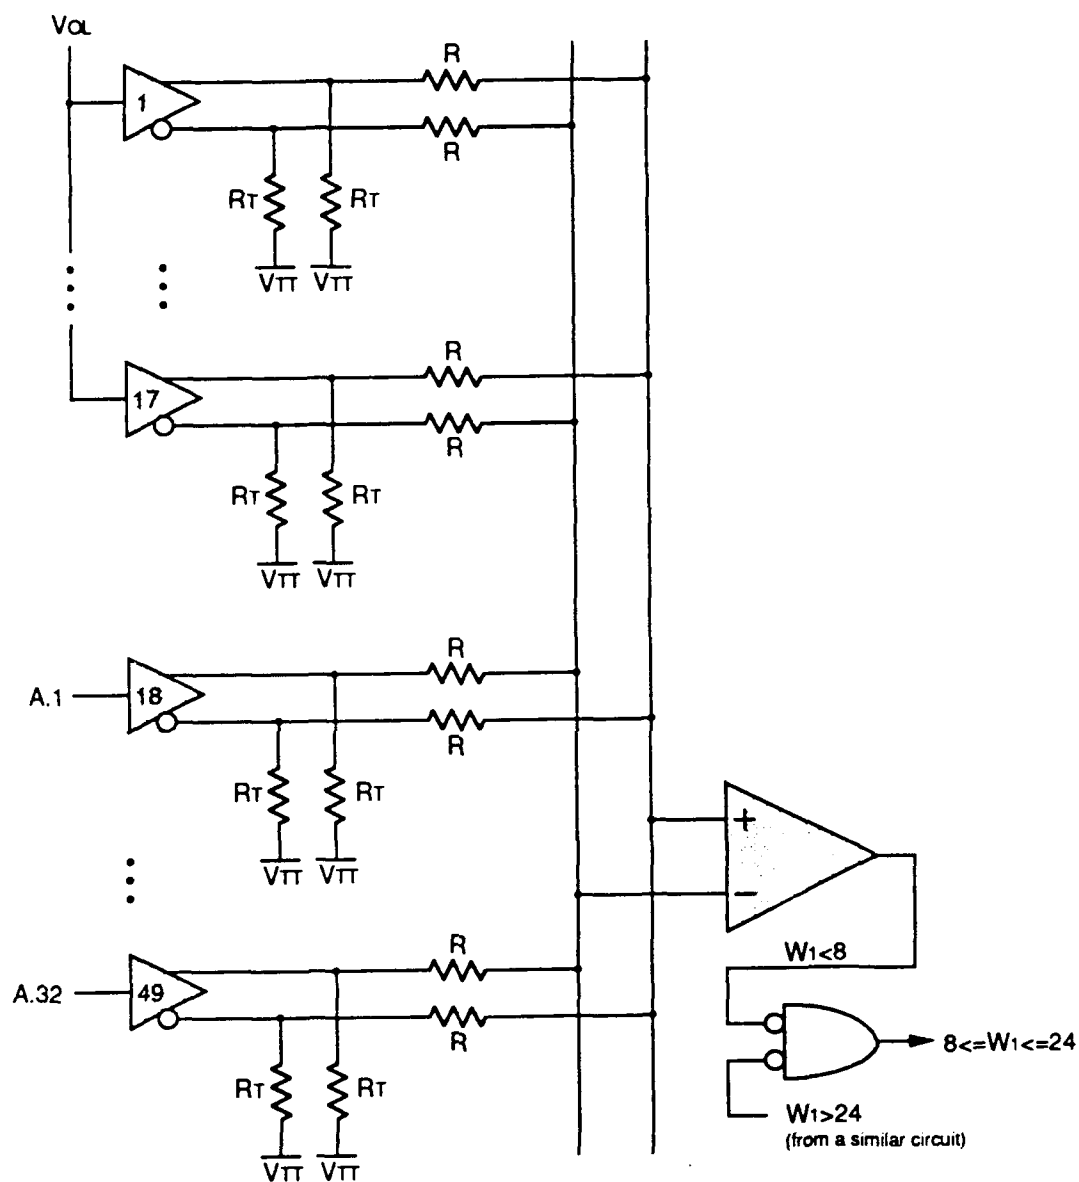 VOL
R
1
R
RT RT
VTT VTT
R
17
R
RT RT
VTT VTT
R
A.1 18
R
RT RT
VTT VTT
+
−
R
W1<8
A.32 49
R
8<=W1<=24
RT RT
W1>24
(from a similar circuit)
VTT VTT